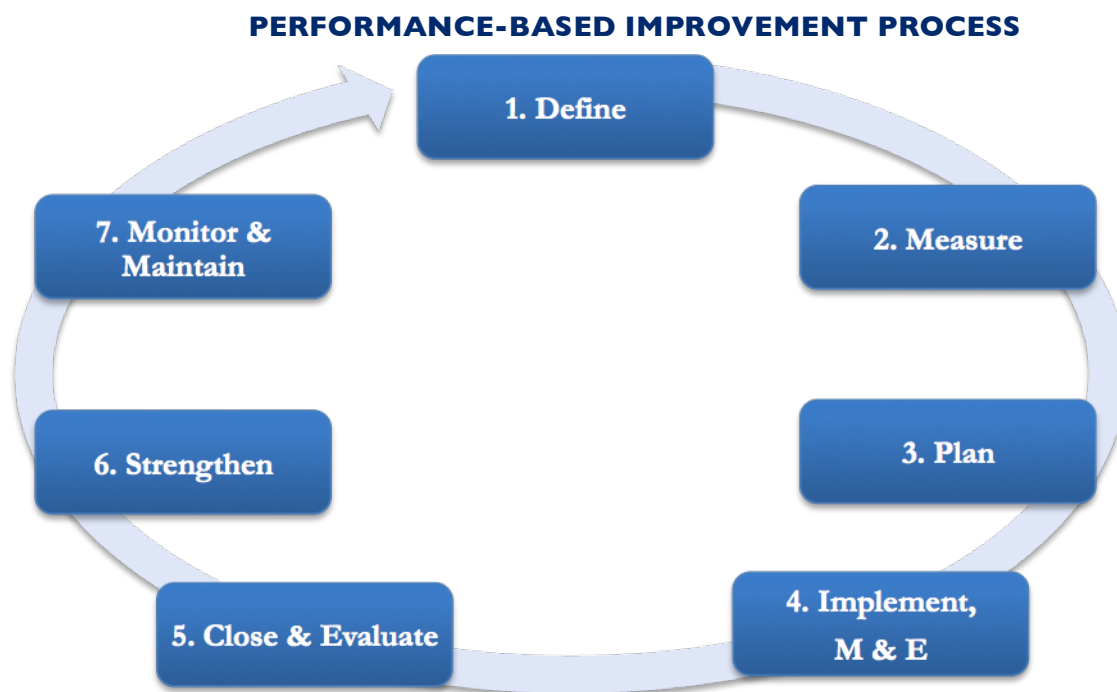 PERFORMANCE-BASED IMPROVEMENT PROCESS
1. Define
2. Measure
3. Plan
4. Implement,
M & E
5. Close & Evaluate
6. Strengthen
7. Monitor &
Maintain